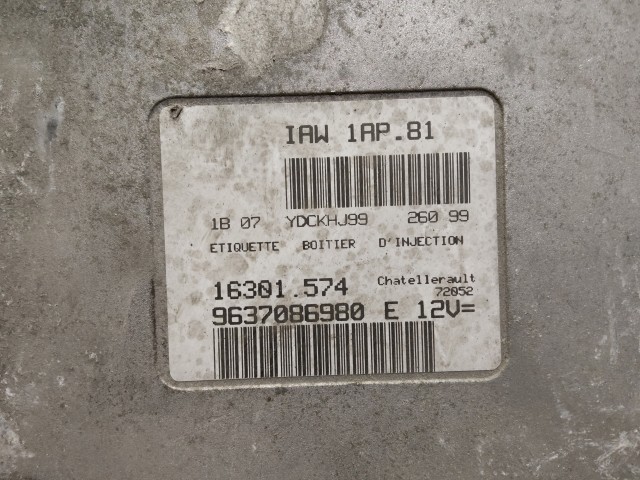 IAW 1AP.81
1B 07 YDCKHJ99 260 99
ETIQUETTE BOITIER D'INJECTION
16301.574 Chatellerault
72052
9637086980 E 12V=